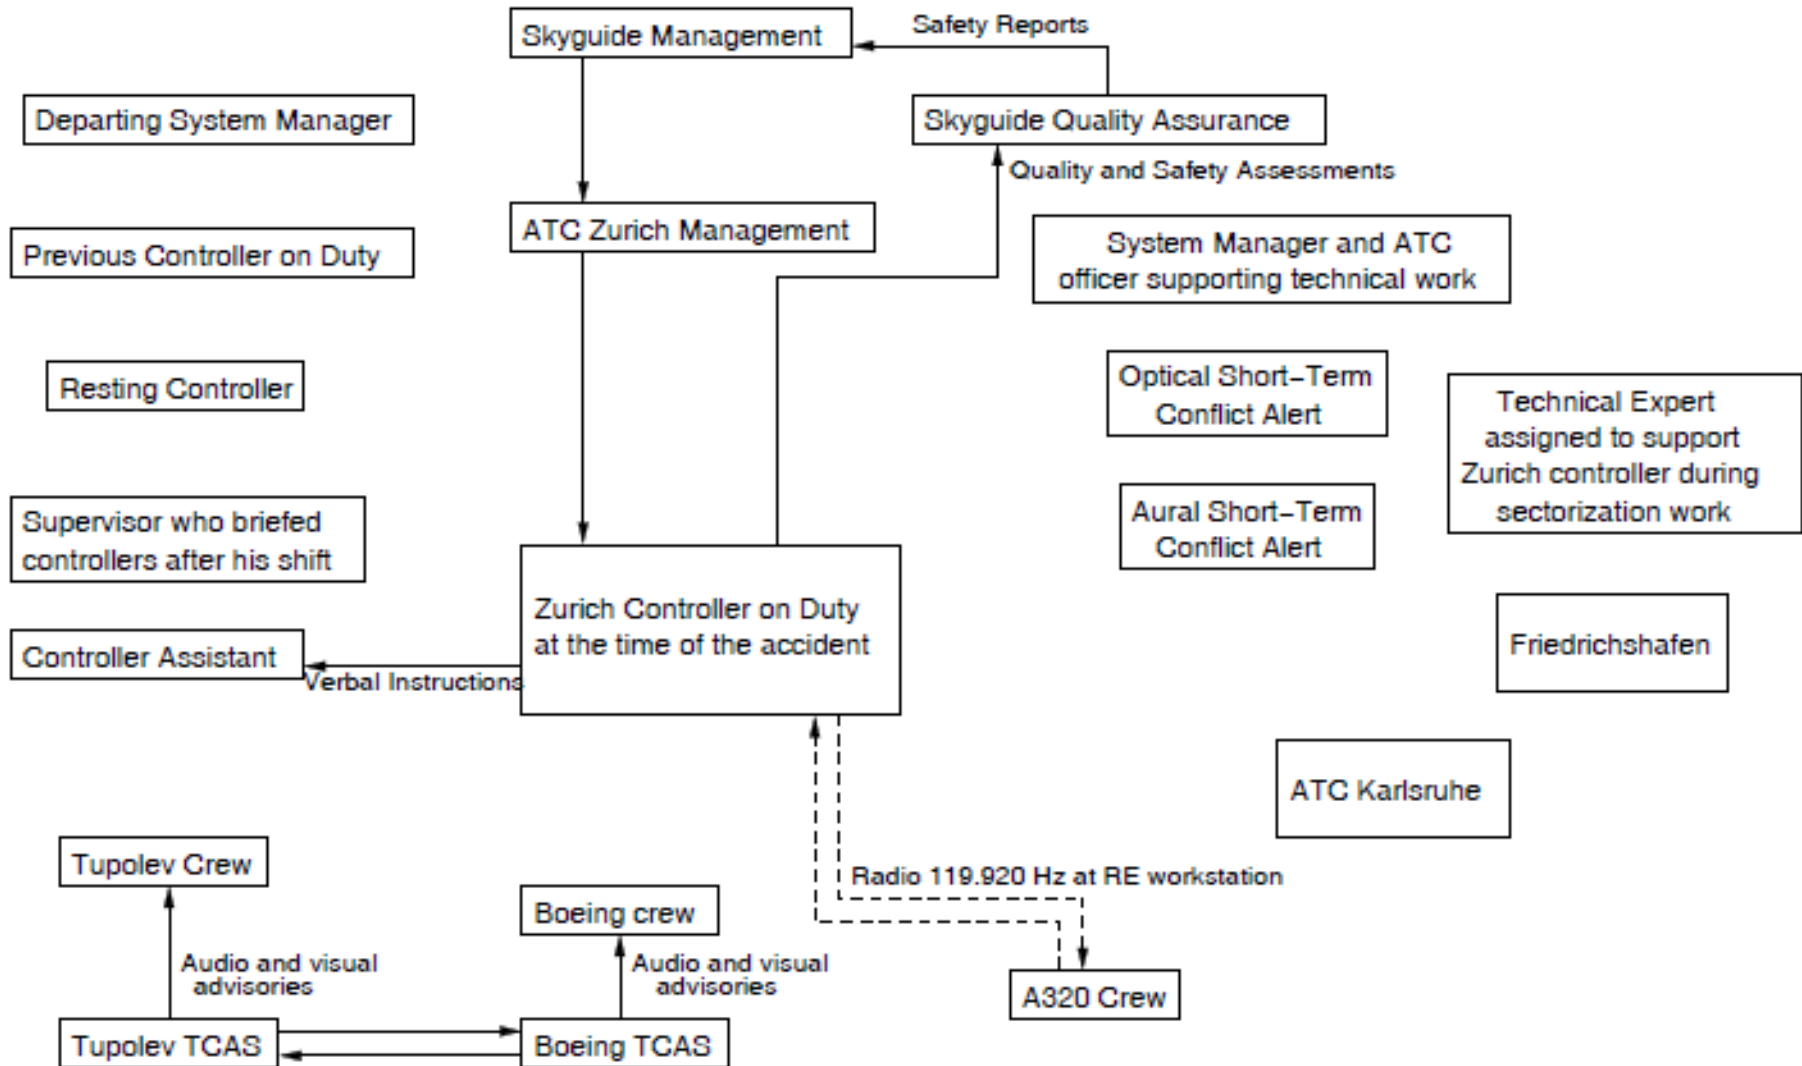 Skyguide Management
Safety Reports
Departing System Manager
Skyguide Quality Assurance
Quality and Safety Assessments
ATC Zurich Management
System Manager and ATC
officer supporting technical work
Previous Controller on Duty
Resting Controller
Optical Short-Term
Conflict Alert
Technical Expert
assigned to support
Zurich controller during
sectorization work
Aural Short-Term
Conflict Alert
Supervisor who briefed
controllers after his shift
Zurich Controller on Duty
at the time of the accident
Controller Assistant
Verbal Instructions
Friedrichshafen
ATC Karlsruhe
Tupolev Crew
Radio 119.920 Hz at RE workstation
Boeing crew
Audio and visual
advisories
Audio and visual
advisories
A320 Crew
Tupolev TCAS
Boeing TCAS